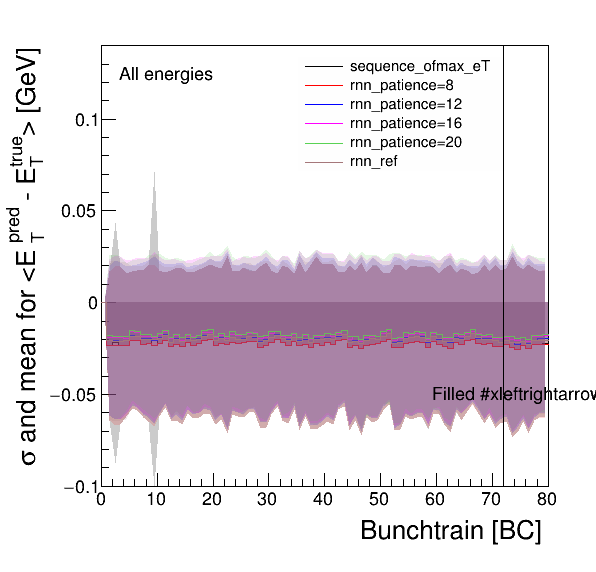 σ and mean for <E_T^pred - E_T^true> [GeV]
All energies
sequence_ofmax_eT
rnn_patience=8
rnn_patience=12
rnn_patience=16
rnn_patience=20
rnn_ref
0.1
0.05
0
−0.05
−0.1
Filled #xleftrightarrow
0 10 20 30 40 50 60 70 80
Bunchtrain [BC]